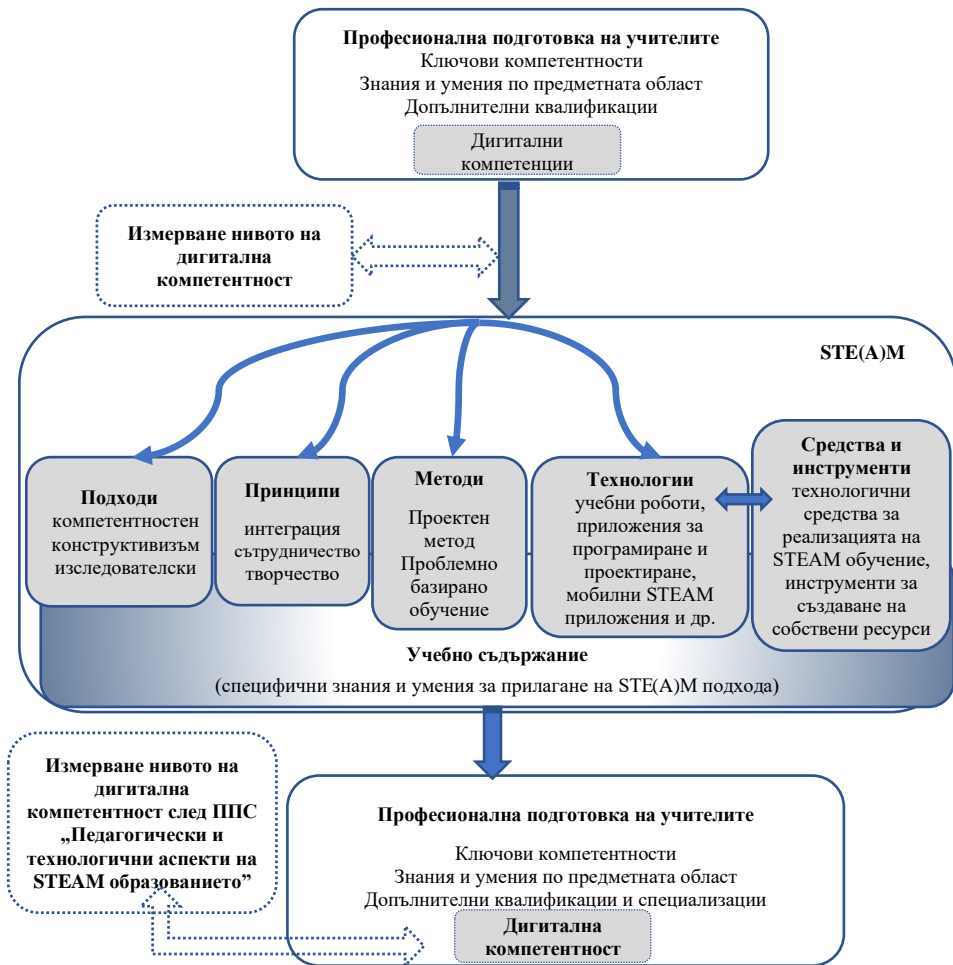 Професионална подготовка на учителите
Ключови компетентности
Знания и умения по предметната област
Допълнителни квалификации
Дигитални
компетенции
Измерване нивото на
дигитална
компетентност
STE(A)M
Подходи
компетентностен
конструктивизъм
изследователски
Принципи
интеграция
сътрудничество
творчество
Методи
Проектен
метод
Проблемно
базирано
обучение
Технологии
учебни роботи,
приложения за
програмиране и
проектиране,
мобилни STEAM
приложения и др.
Средства и
инструменти
технологични
средства за
реализацията на
STEAM обучение,
инструменти за
създаване на
собствени ресурси
Учебно съдържание
(специфични знания и умения за прилагане на STE(A)M подхода)
Измерване нивото на
дигитална
компетентност след ППС
„Педагогически и
технологични аспекти на
STEAM образованието”
Професионална подготовка на учителите
Ключови компетентности
Знания и умения по предметната област
Допълнителни квалификации и специализации
Дигитална
компетентност